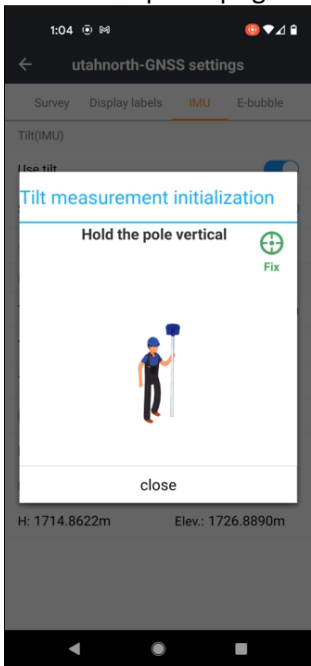 1:04
utahnorth-GNSS settings
Survey Display labels IMU E-bubble
Tilt(IMU)
Use tilt
Tilt measurement initialization
Hold the pole vertical
Fix
close
H: 1714.8622m Elev.: 1726.8890m